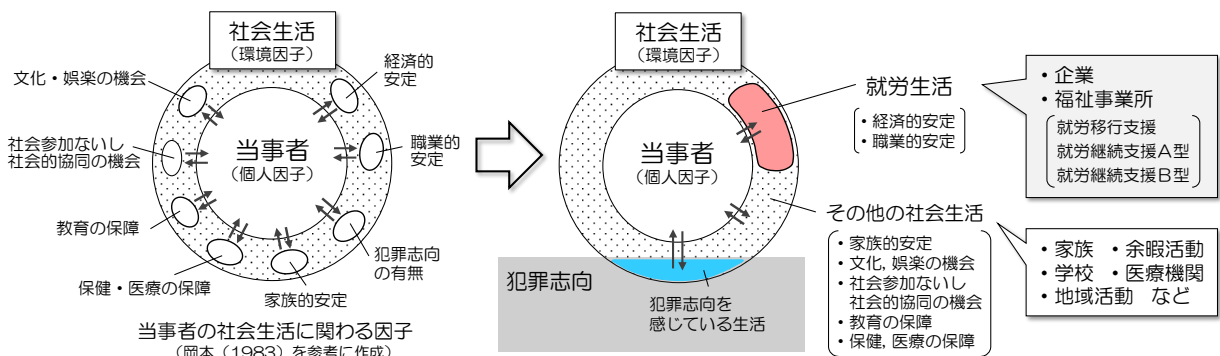 社会生活
（環境因子）
文化・娯楽の機会
経済的
安定
社会参加ないし
社会的協同の機会
当事者
（個人因子）
職業的
安定
教育の保障
犯罪志向
の有無
保健・医療の保障
家族的安定
当事者の社会生活に関わる因子
（岡本（1983）を参考に作成）
社会生活
（環境因子）
当事者
（個人因子）
就労生活
・経済的安定
・職業的安定
・企業
・福祉事業所
就労移行支援
就労継続支援A型
就労継続支援B型
その他の社会生活
・家族的安定
・文化, 娯楽の機会
・社会参加ないし
社会的協同の機会
・教育の保障
・保健, 医療の保障
・家族 ・余暇活動
・学校 ・医療機関
・地域活動 など
犯罪志向
犯罪志向を
感じている生活